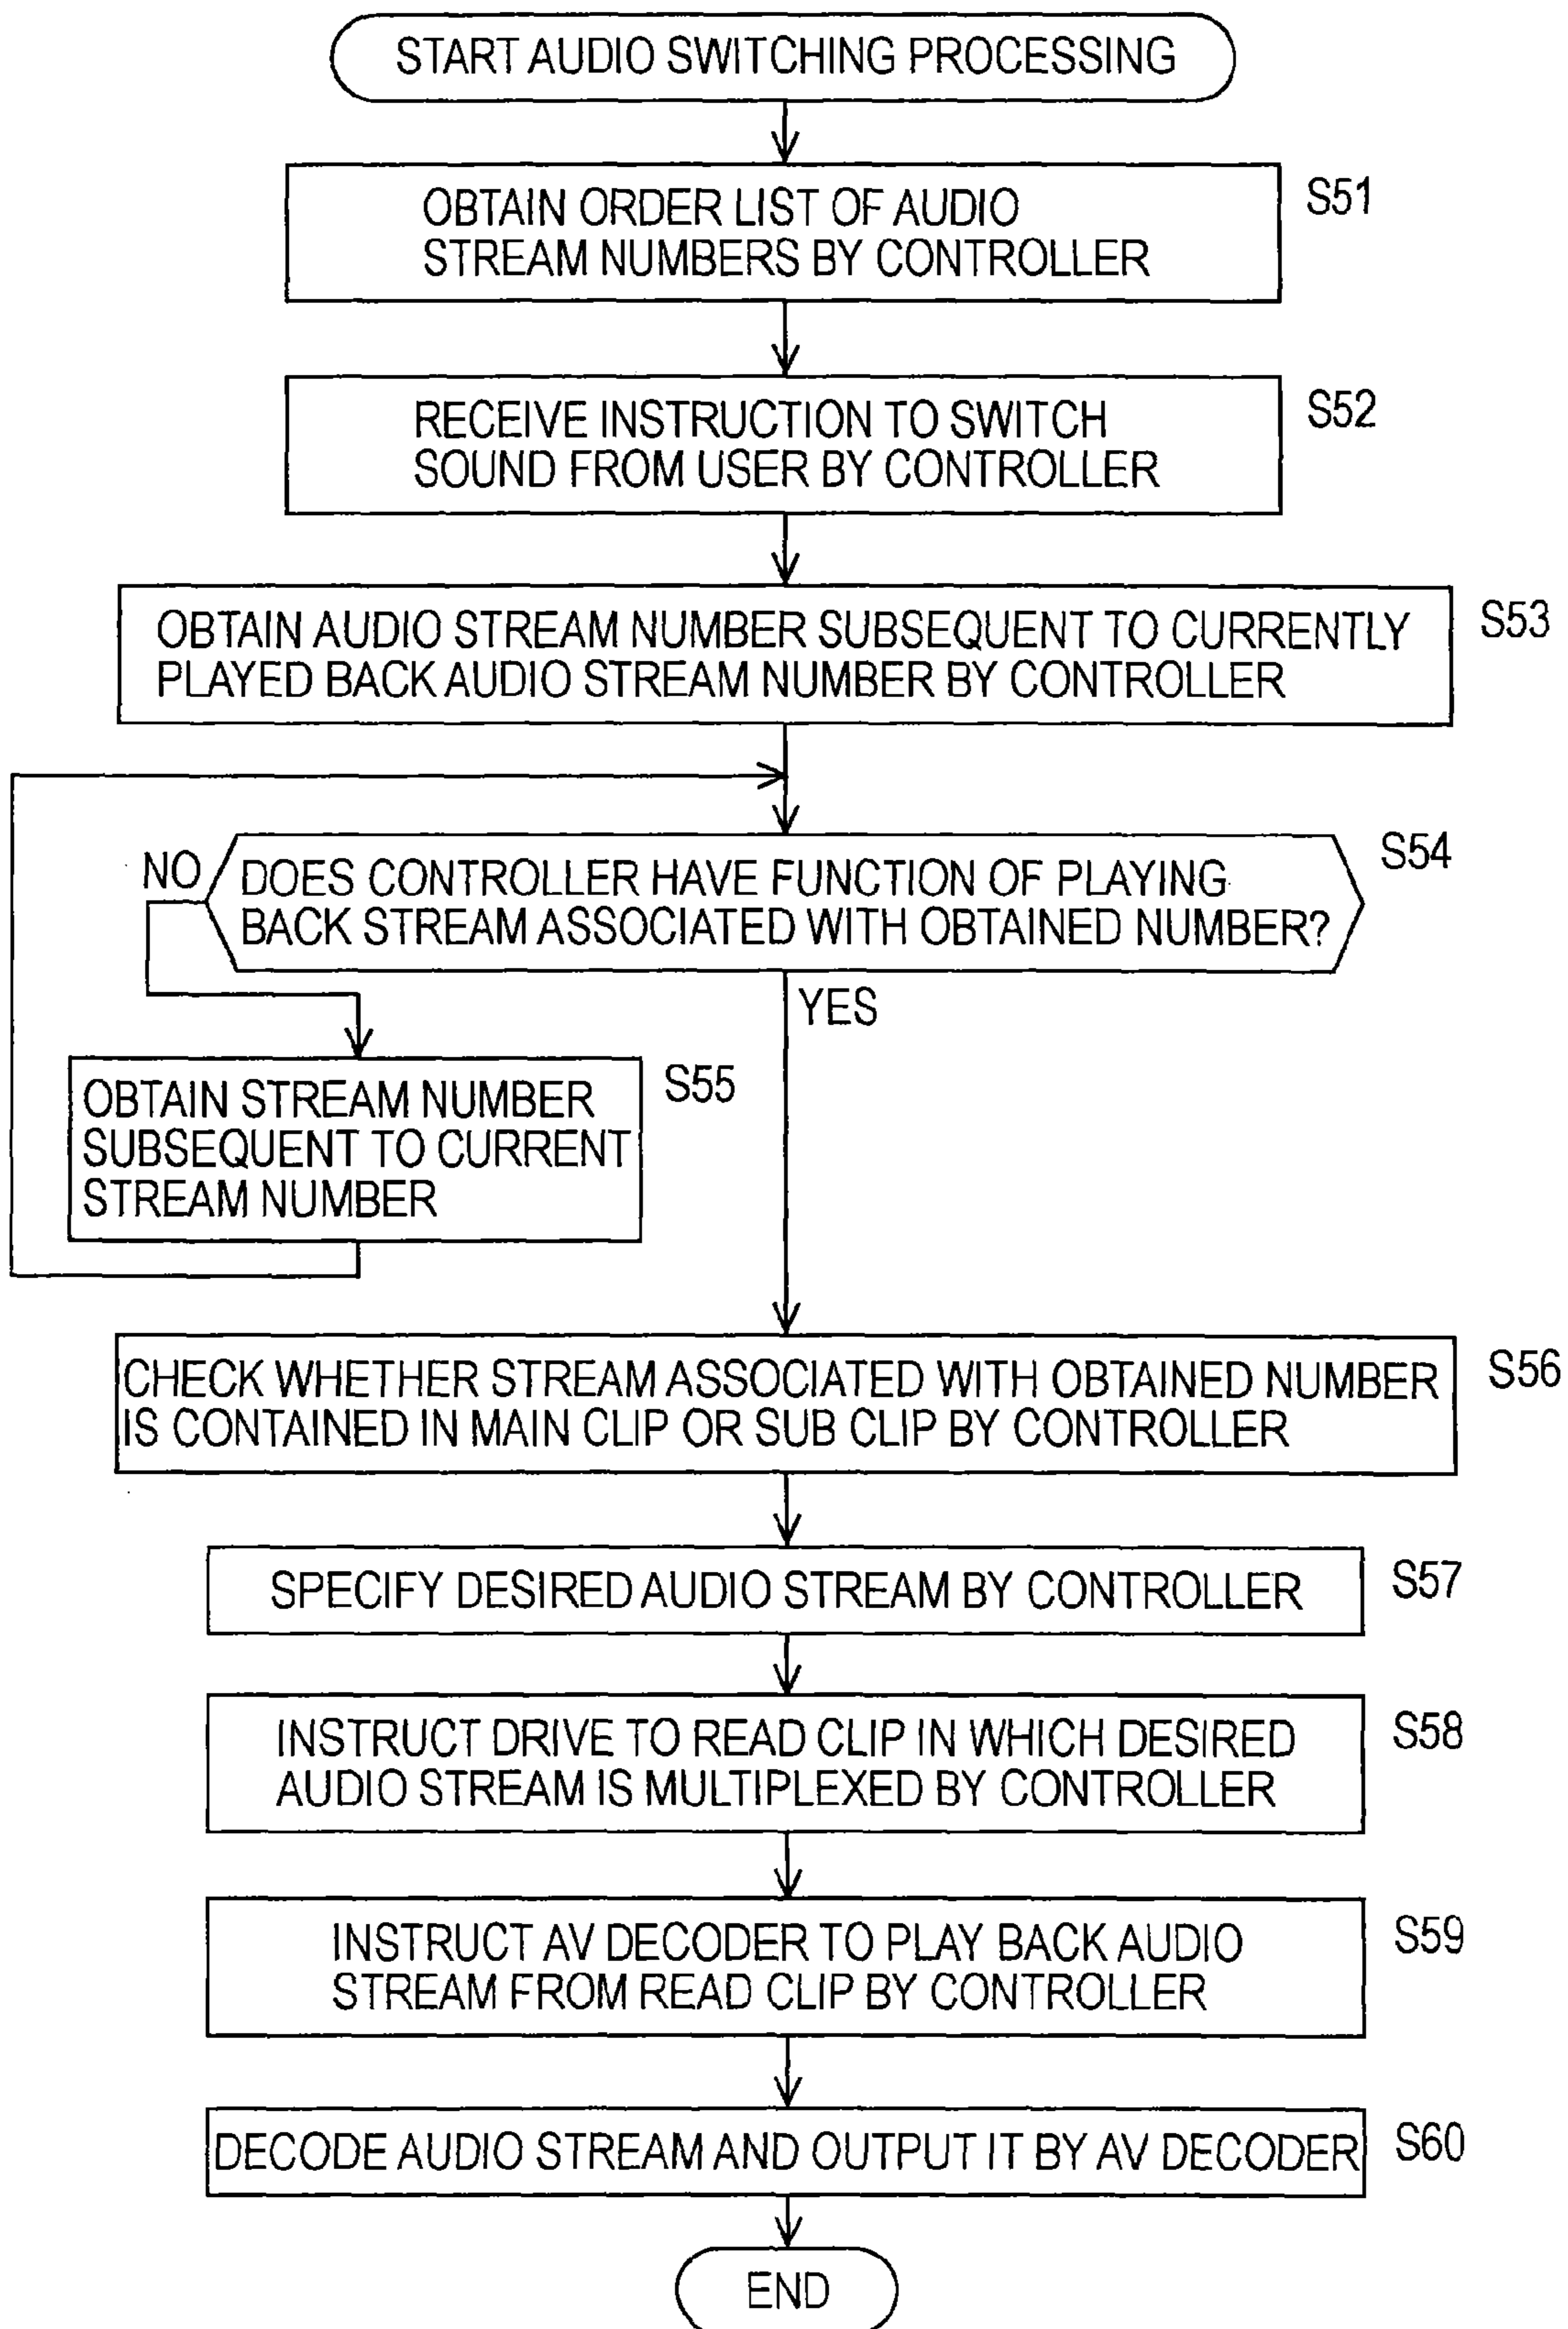 START AUDIO SWITCHING PROCESSING
OBTAIN ORDER LIST OF AUDIO
STREAM NUMBERS BY CONTROLLER
S51
RECEIVE INSTRUCTION TO SWITCH
SOUND FROM USER BY CONTROLLER
S52
OBTAIN AUDIO STREAM NUMBER SUBSEQUENT TO CURRENTLY
PLAYED BACK AUDIO STREAM NUMBER BY CONTROLLER
S53
NO
DOES CONTROLLER HAVE FUNCTION OF PLAYING
BACK STREAM ASSOCIATED WITH OBTAINED NUMBER?
S54
YES
OBTAIN STREAM NUMBER
SUBSEQUENT TO CURRENT
STREAM NUMBER
S55
CHECK WHETHER STREAM ASSOCIATED WITH OBTAINED NUMBER
IS CONTAINED IN MAIN CLIP OR SUB CLIP BY CONTROLLER
S56
SPECIFY DESIRED AUDIO STREAM BY CONTROLLER
S57
INSTRUCT DRIVE TO READ CLIP IN WHICH DESIRED
AUDIO STREAM IS MULTIPLEXED BY CONTROLLER
S58
INSTRUCT AV DECODER TO PLAY BACK AUDIO
STREAM FROM READ CLIP BY CONTROLLER
S59
DECODE AUDIO STREAM AND OUTPUT IT BY AV DECODER
S60
END